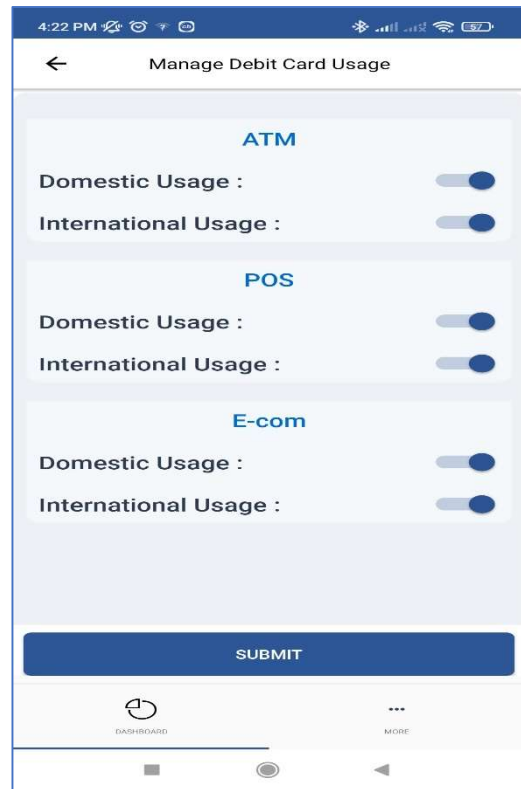 4:22 PM
57
Manage Debit Card Usage
ATM
Domestic Usage :
International Usage :
POS
Domestic Usage :
International Usage :
E-com
Domestic Usage :
International Usage :
SUBMIT
DASHBOARD
MORE